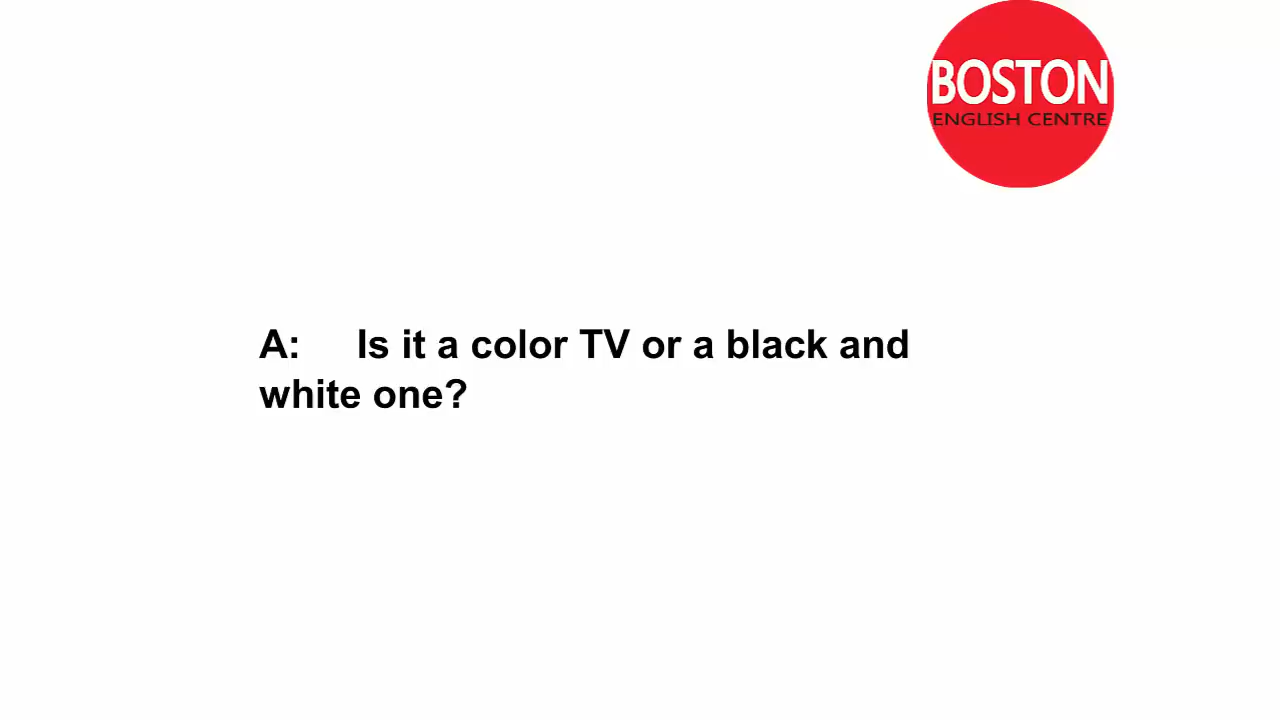 BOSTON
ENGLISH CENTRE
A: Is it a color TV or a black and
white one?